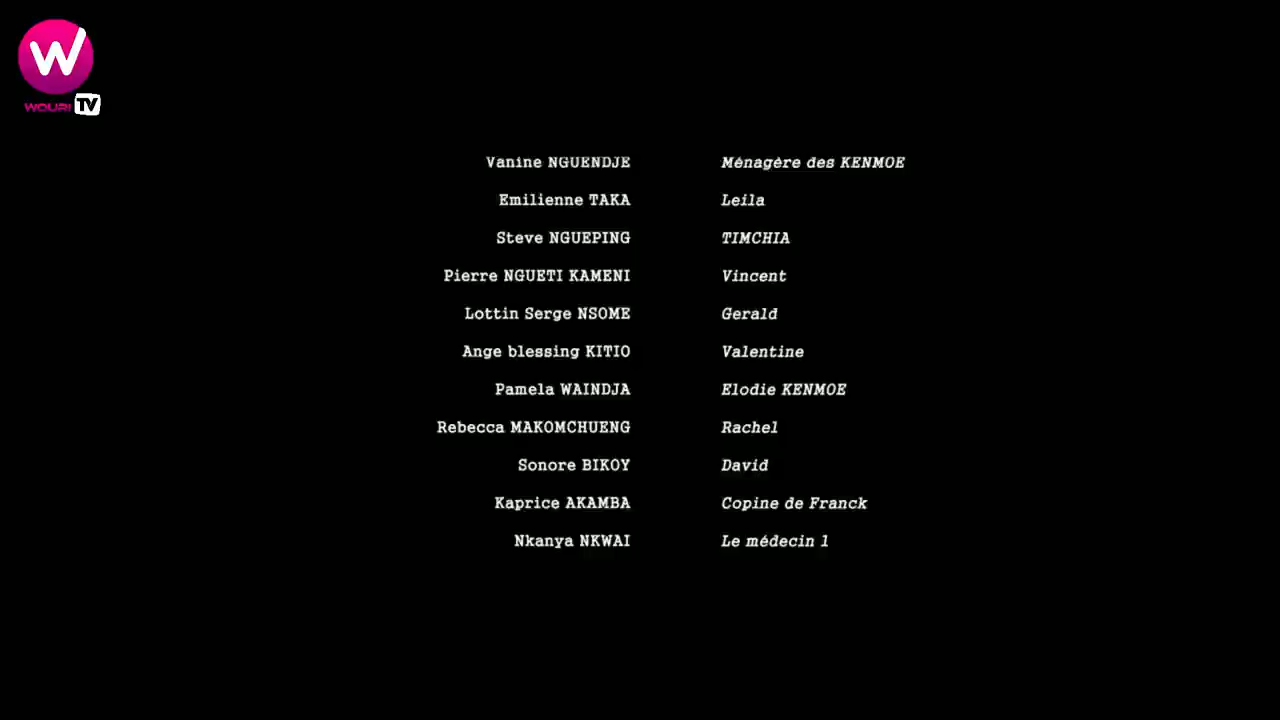 W
WOURI TV
Vanine NGUENDJE Ménagère des KENMOE
Emilienne TAKA Leila
Steve NGUEPING TIMCHIA
Pierre NGUETI KAMENI Vincent
Lottin Serge NSOME Gerald
Ange blessing KITIO Valentine
Pamela WAINDJA Elodie KENMOE
Rebecca MAKOMCHUENG Rachel
Sonore BIKOY David
Kaprice AKAMBA Copine de Franck
Nkanya NKWAI Le médecin 1